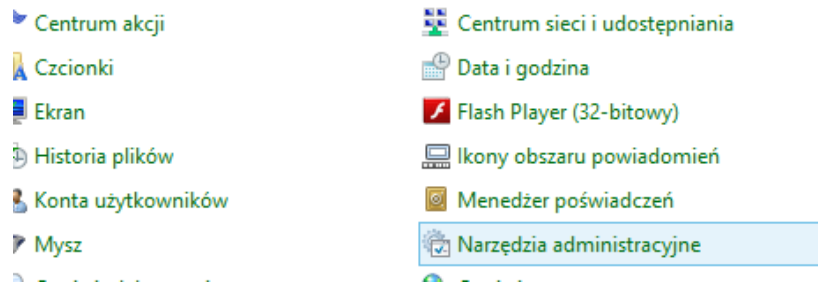 Centrum akcji
Centrum sieci i udostępniania
Czcionki
Data i godzina
Ekran
Flash Player (32-bitowy)
Historia plików
Ikony obszaru powiadomień
Konta użytkowników
Menedżer poświadczeń
Mysz
Narzędzia administracyjne